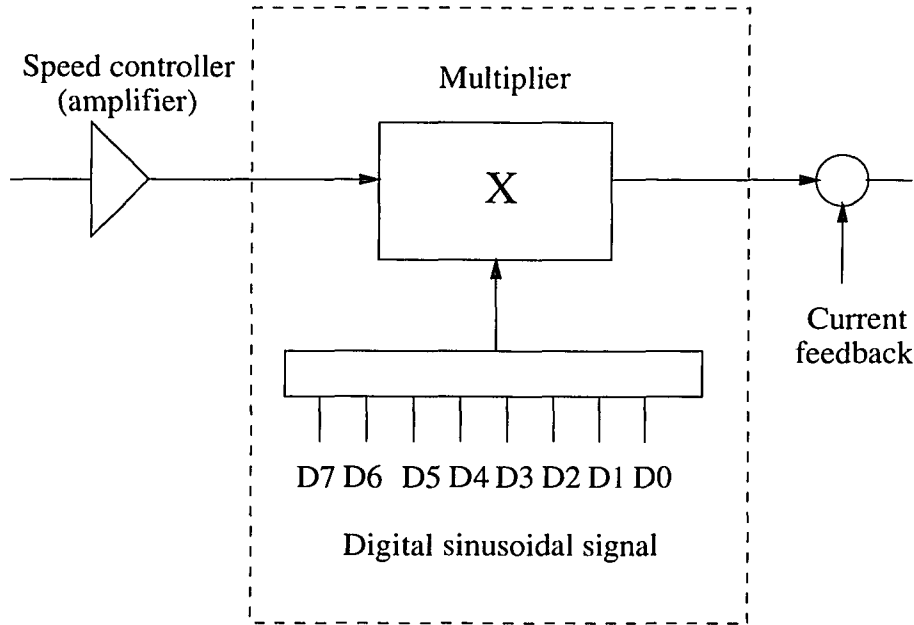 Speed controller
(amplifier)
Multiplier
X
Current
feedback
D7 D6 D5 D4 D3 D2 D1 D0
Digital sinusoidal signal